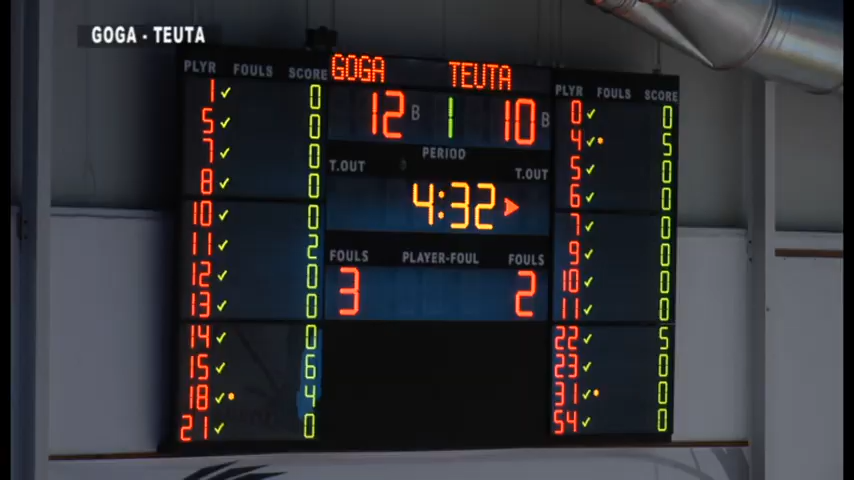 GOGA - TEUTA
PLYR FOULS SCORE
GOGA TEUTA
PLYR FOULS SCORE
12 B 1 10 B
PERIOD
T.OUT T.OUT
4:32
FOULS PLAYER-FOUL FOULS
3 2
1 ✓ 0
5 ✓ 0
7 ✓ 0
8 ✓ 0
10 ✓ 0
11 ✓ 2
12 ✓ 0
13 ✓ 0
14 ✓ 0
15 ✓ 6
18 ✓ 4
21 ✓ 0
0 ✓ 0
4 ✓ 5
5 ✓ 0
6 ✓ 0
7 ✓ 0
9 ✓ 0
10 ✓ 0
11 ✓ 0
22 ✓ 5
23 ✓ 0
31 ✓ 0
54 ✓ 0